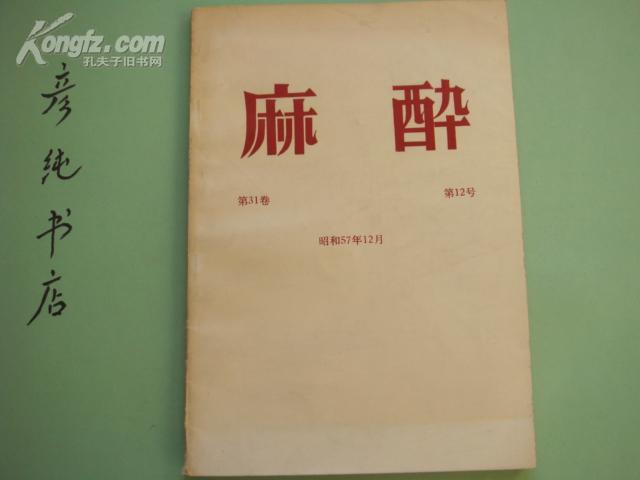 Kongfz.com
孔夫子旧书网
彦纯书店
麻酔
第31卷 第12号
昭和57年12月